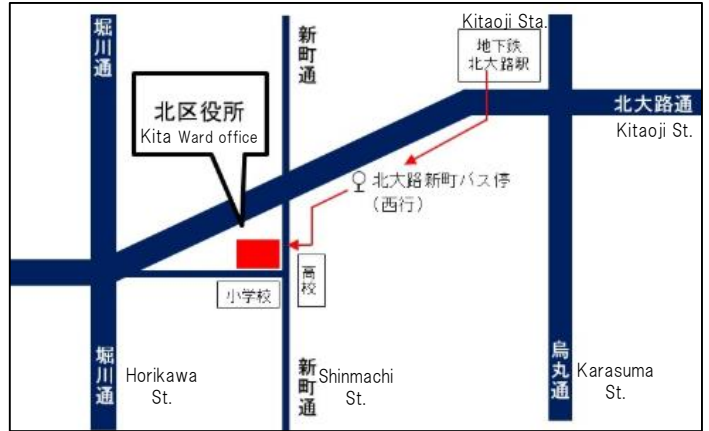 堀川通
新町通
Kitaoji Sta.
地下鉄
北大路駅
北区役所
Kita Ward office
北大路通
Kitaoji St.
北大路新町バス停
(西行)
高校
小学校
堀川通
Horikawa
St.
新町通
Shinmachi
St.
烏丸通
Karasuma
St.